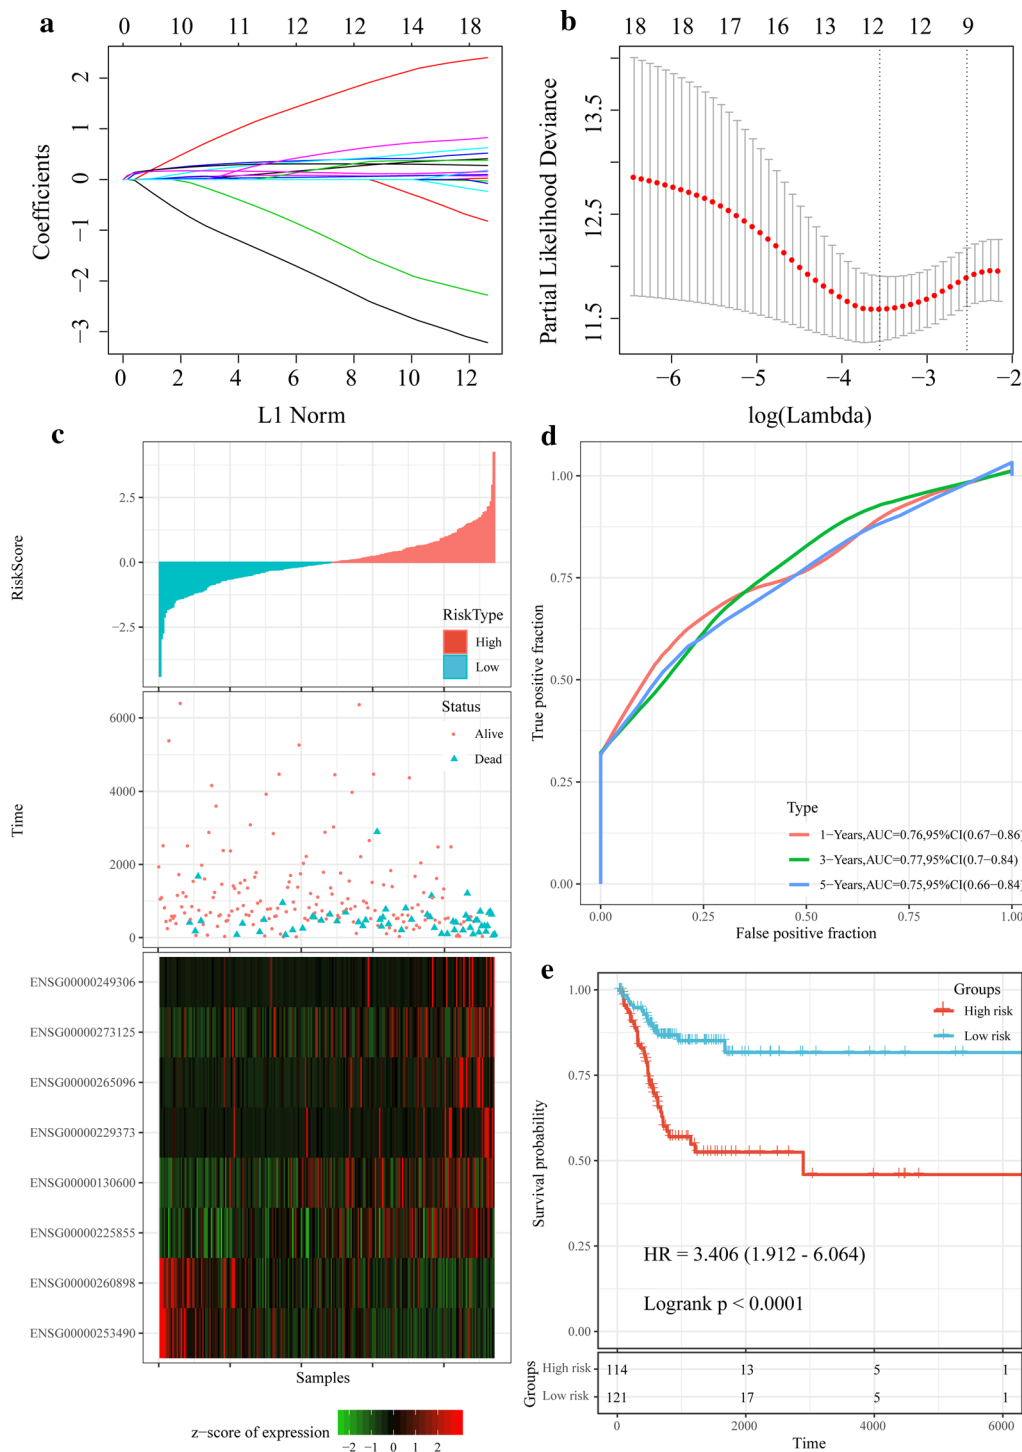 a
0 10 11 12 14 18
Coefficients
2
1
0
−1
−2
−3
0 2 4 6 8 10 12
L1 Norm
b
18 18 17 16 13 12 12 9
Partial Likelihood Deviance
13.5
12.5
11.5
−6 −5 −4 −3 −2
log(Lambda)
c
RiskScore
2.5
0.0
−2.5
RiskType
High
Low
Time
6000
4000
2000
0
Status
Alive
Dead
ENSG00000249306
ENSG00000273125
ENSG00000265096
ENSG00000229373
ENSG00000130600
ENSG00000225855
ENSG00000260898
ENSG00000253490
Samples
z−score of expression
−2 −1 0 1 2
d
True positive fraction
1.00
0.75
0.50
0.25
0.00
Type
1−Years,AUC=0.76,95%CI(0.67−0.86)
3−Years,AUC=0.77,95%CI(0.7−0.84)
5−Years,AUC=0.75,95%CI(0.66−0.84)
0.00 0.25 0.50 0.75 1.00
False positive fraction
e
Survival probability
1.00
0.75
0.50
0.25
0.00
Groups
High risk
Low risk
HR = 3.406 (1.912 - 6.064)
Logrank p < 0.0001
Groups
High risk 114 13 5 1
Low risk 121 17 5 1
0 2000 4000 6000
Time